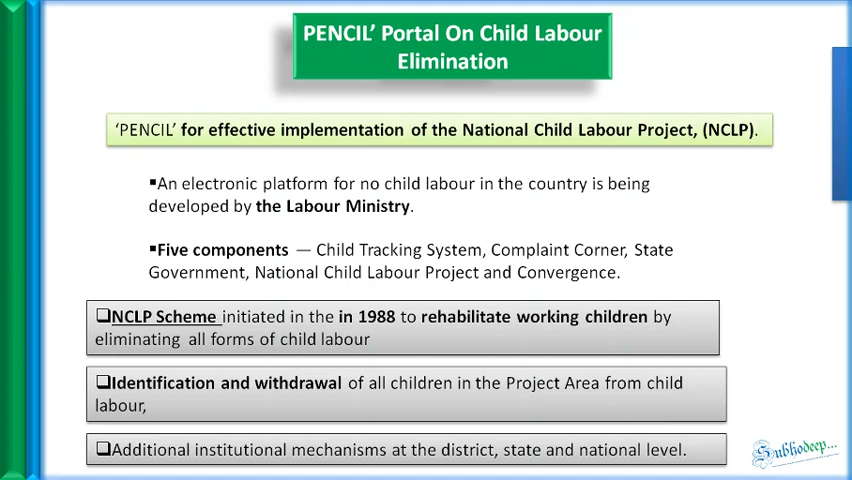 PENCIL’ Portal On Child Labour
Elimination
‘PENCIL’ for effective implementation of the National Child Labour Project, (NCLP).
▪An electronic platform for no child labour in the country is being
developed by the Labour Ministry.
▪Five components — Child Tracking System, Complaint Corner, State
Government, National Child Labour Project and Convergence.
❑NCLP Scheme initiated in the in 1988 to rehabilitate working children by
eliminating all forms of child labour
❑Identification and withdrawal of all children in the Project Area from child
labour,
❑Additional institutional mechanisms at the district, state and national level.
Subhodeep...